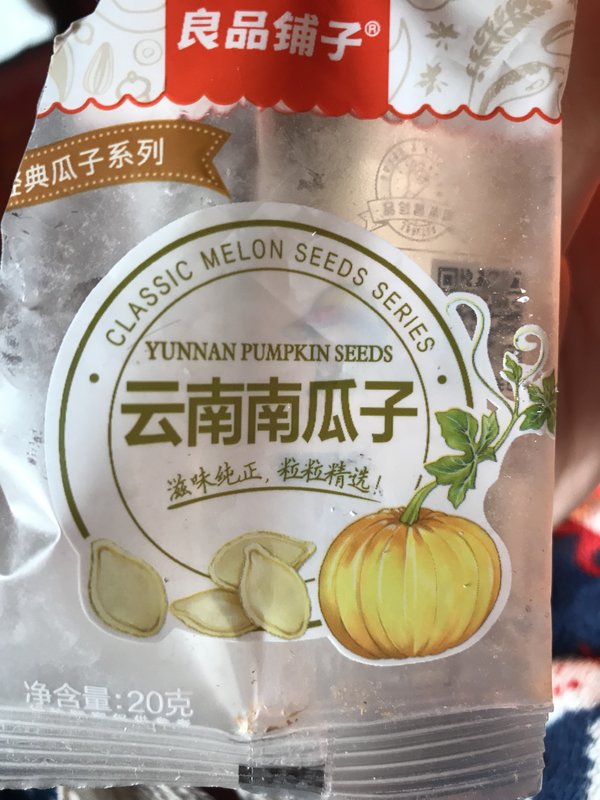 良品铺子®
经典瓜子系列
CLASSIC MELON SEEDS SERIES
YUNNAN PUMPKIN SEEDS
云南南瓜子
滋味纯正,粒粒精选!
净含量:20克